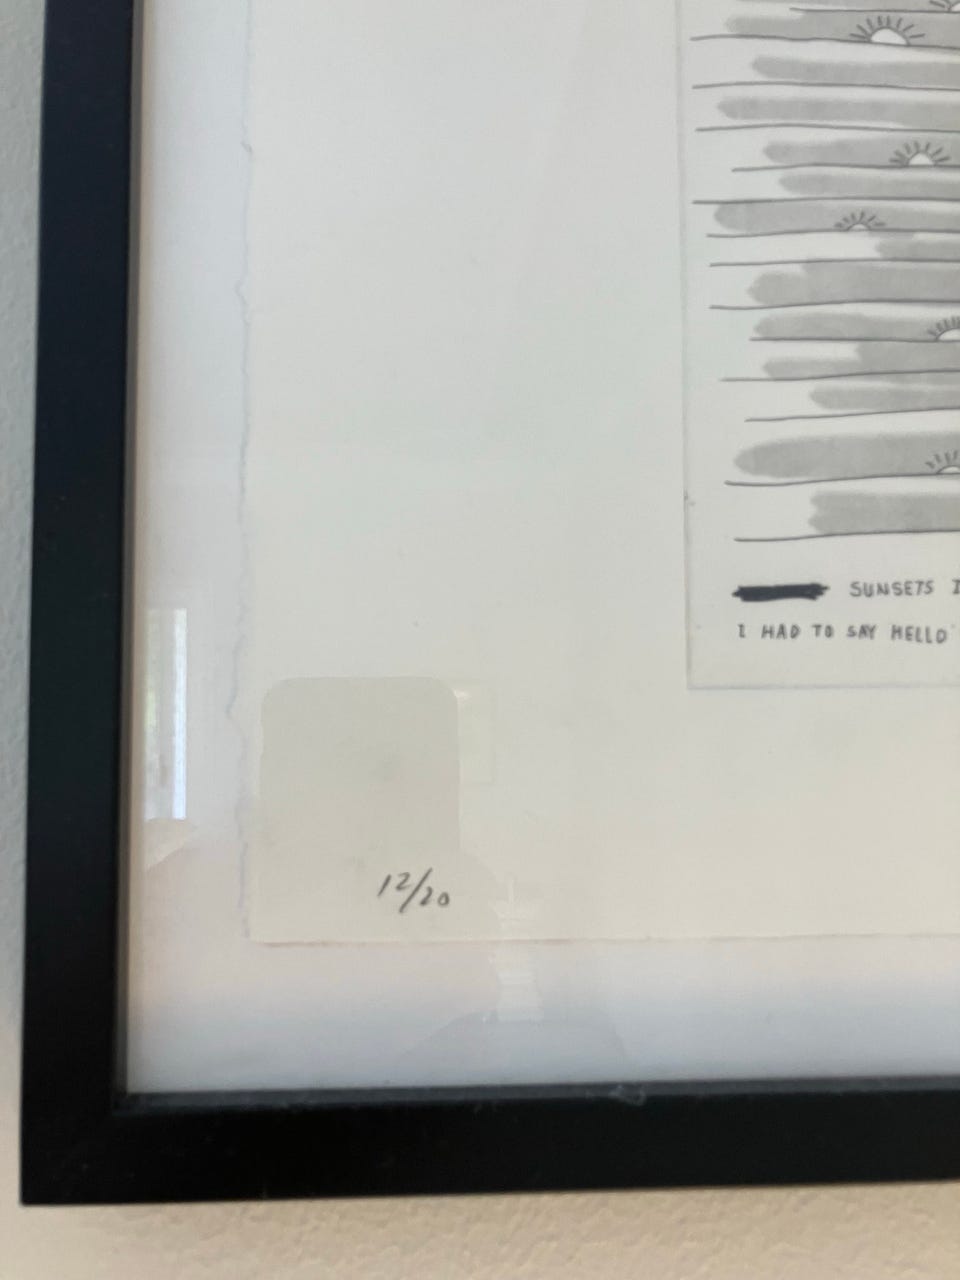 SUNSETS I
I HAD TO SAY HELLO
12/20